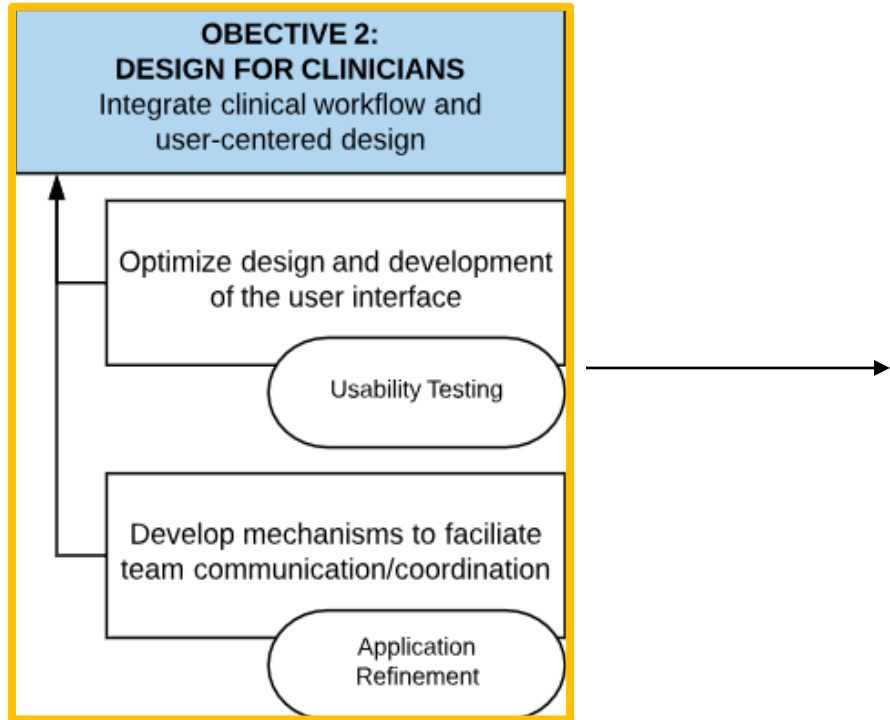 OBECTIVE 2:
DESIGN FOR CLINICIANS
Integrate clinical workflow and
user-centered design
Optimize design and development
of the user interface
Usability Testing
Develop mechanisms to faciliate
team communication/coordination
Application
Refinement